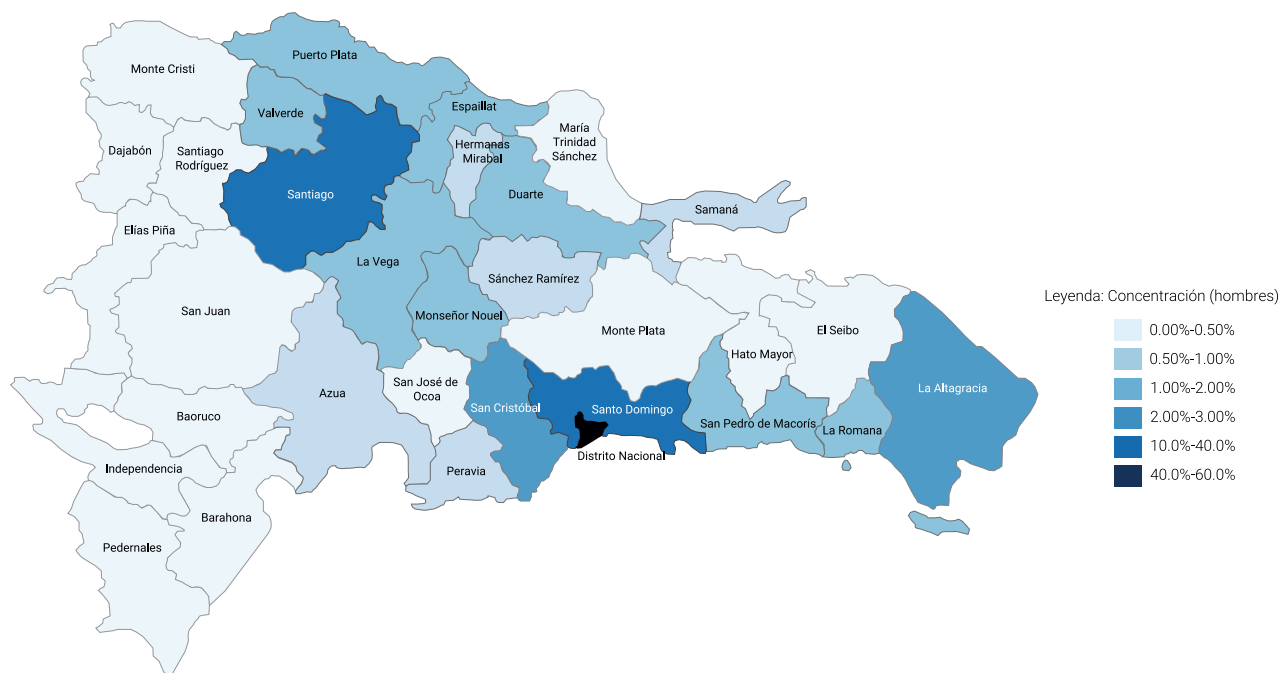 Puerto Plata
Monte Cristi
Valverde
Espaillat
María
Trinidad
Sánchez
Dajabón
Santiago
Rodríguez
Hermanas
Mirabal
Santiago
Duarte
Samaná
Elías Piña
La Vega
Sánchez Ramírez
San Juan
Monseñor Nouel
Monte Plata
El Seibo
Hato Mayor
La Altagracia
San José de
Ocoa
Azua
San Cristóbal
Santo Domingo
Baoruco
San Pedro de Macorís
La Romana
Distrito Nacional
Independencia
Peravia
Barahona
Pedernales
Leyenda: Concentración (hombres)
0.00%-0.50%
0.50%-1.00%
1.00%-2.00%
2.00%-3.00%
10.0%-40.0%
40.0%-60.0%